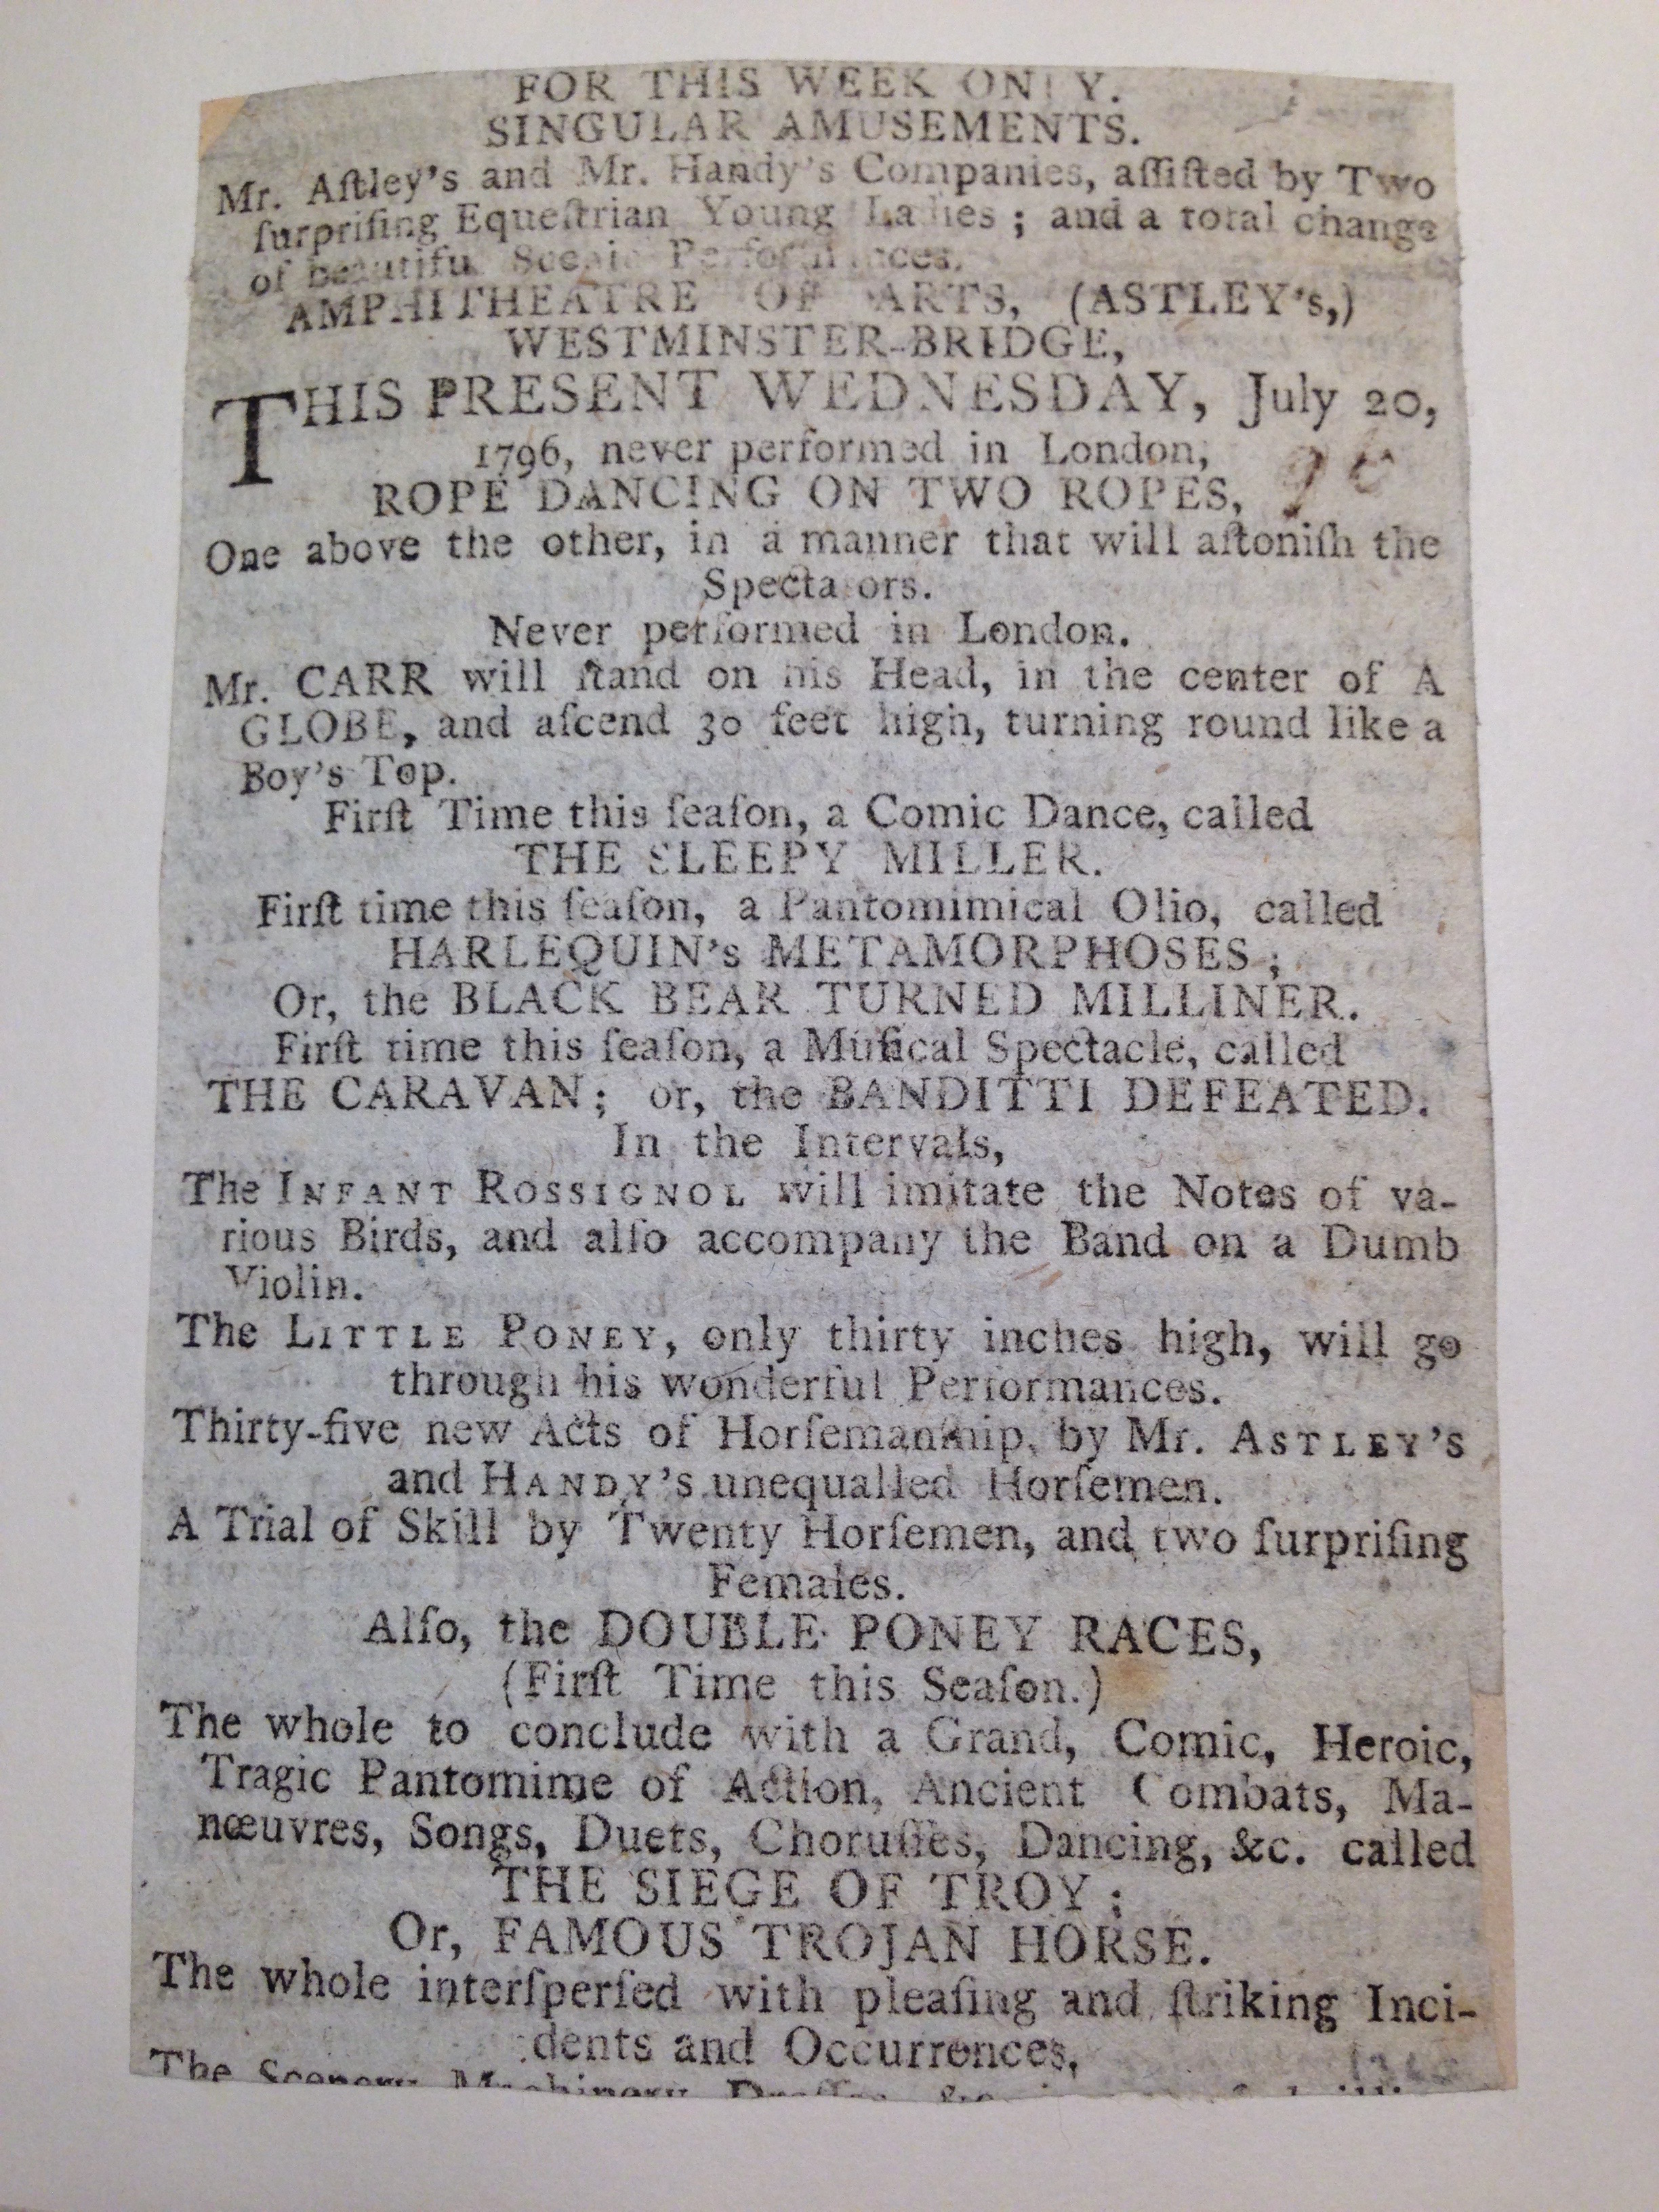 FOR THIS WEEK ONLY.
SINGULAR AMUSEMENTS.
Mr. Aſtley's and Mr. Handy's Companies, aſſiſted by Two
ſurpriſing Equeſtrian Young Ladies ; and a total change
of beautiful Scenic Performances.
AMPHITHEATRE OF ARTS, (ASTLEY's,)
WESTMINSTER-BRIDGE,
THIS PRESENT WEDNESDAY, July 20,
1796, never performed in London,
ROPE DANCING ON TWO ROPES,
One above the other, in a manner that will aſtoniſh the
Spectators.
Never performed in London.
Mr. CARR will ſtand on his Head, in the center of A
GLOBE, and aſcend 30 feet high, turning round like a
Boy's Top.
Firſt Time this ſeaſon, a Comic Dance, called
THE SLEEPY MILLER.
Firſt time this ſeaſon, a Pantomimical Olio, called
HARLEQUIN's METAMORPHOSES ;
Or, the BLACK BEAR TURNED MILLINER.
Firſt time this ſeaſon, a Muſical Spectacle, called
THE CARAVAN; or, the BANDITTI DEFEATED.
In the Intervals,
The INFANT ROSSIGNOL will imitate the Notes of va-
rious Birds, and alſo accompany the Band on a Dumb
Violin.
The LITTLE PONEY, only thirty inches high, will go
through his wonderful Performances.
Thirty-five new Acts of Horſemanſhip, by Mr. ASTLEY's
and HANDY's unequalled Horſemen.
A Trial of Skill by Twenty Horſemen, and two ſurpriſing
Females.
Alſo, the DOUBLE PONEY RACES,
(Firſt Time this Seaſon.)
The whole to conclude with a Grand, Comic, Heroic,
Tragic Pantomime of Action, Ancient Combats, Ma-
nœuvres, Songs, Duets, Choruſſes, Dancing, &c. called
THE SIEGE OF TROY ;
Or, FAMOUS TROJAN HORSE.
The whole interſperſed with pleaſing and ſtriking Inci-
dents and Occurrences,
The Scenery Machinery Dreſſes &c